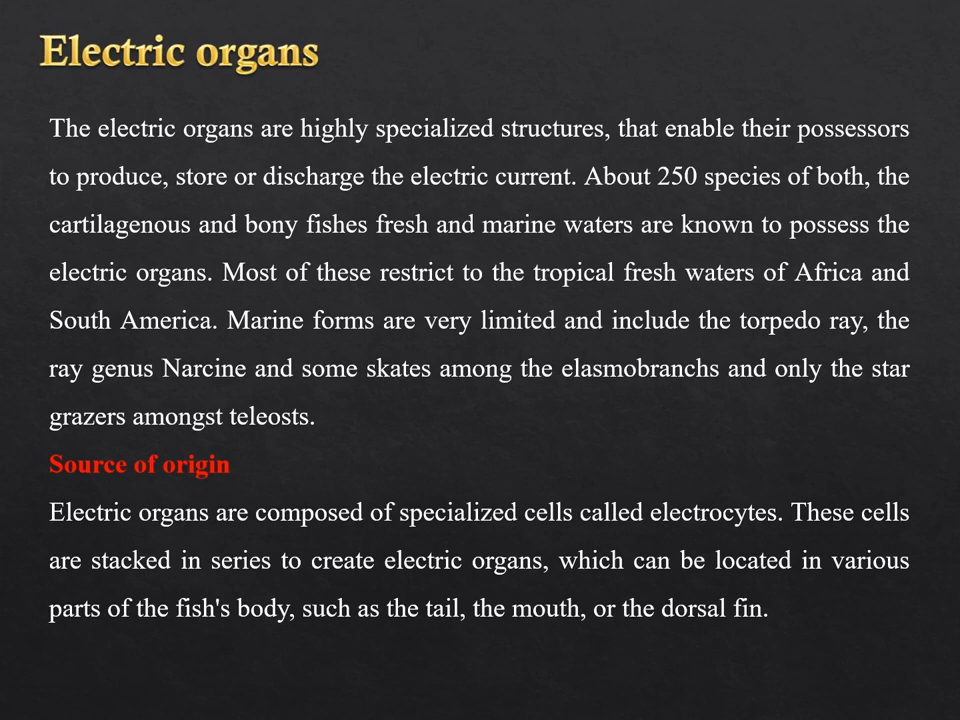 Electric organs
The electric organs are highly specialized structures, that enable their possessors
to produce, store or discharge the electric current. About 250 species of both, the
cartilagenous and bony fishes fresh and marine waters are known to possess the
electric organs. Most of these restrict to the tropical fresh waters of Africa and
South America. Marine forms are very limited and include the torpedo ray, the
ray genus Narcine and some skates among the elasmobranchs and only the star
grazers amongst teleosts.
Source of origin
Electric organs are composed of specialized cells called electrocytes. These cells
are stacked in series to create electric organs, which can be located in various
parts of the fish's body, such as the tail, the mouth, or the dorsal fin.